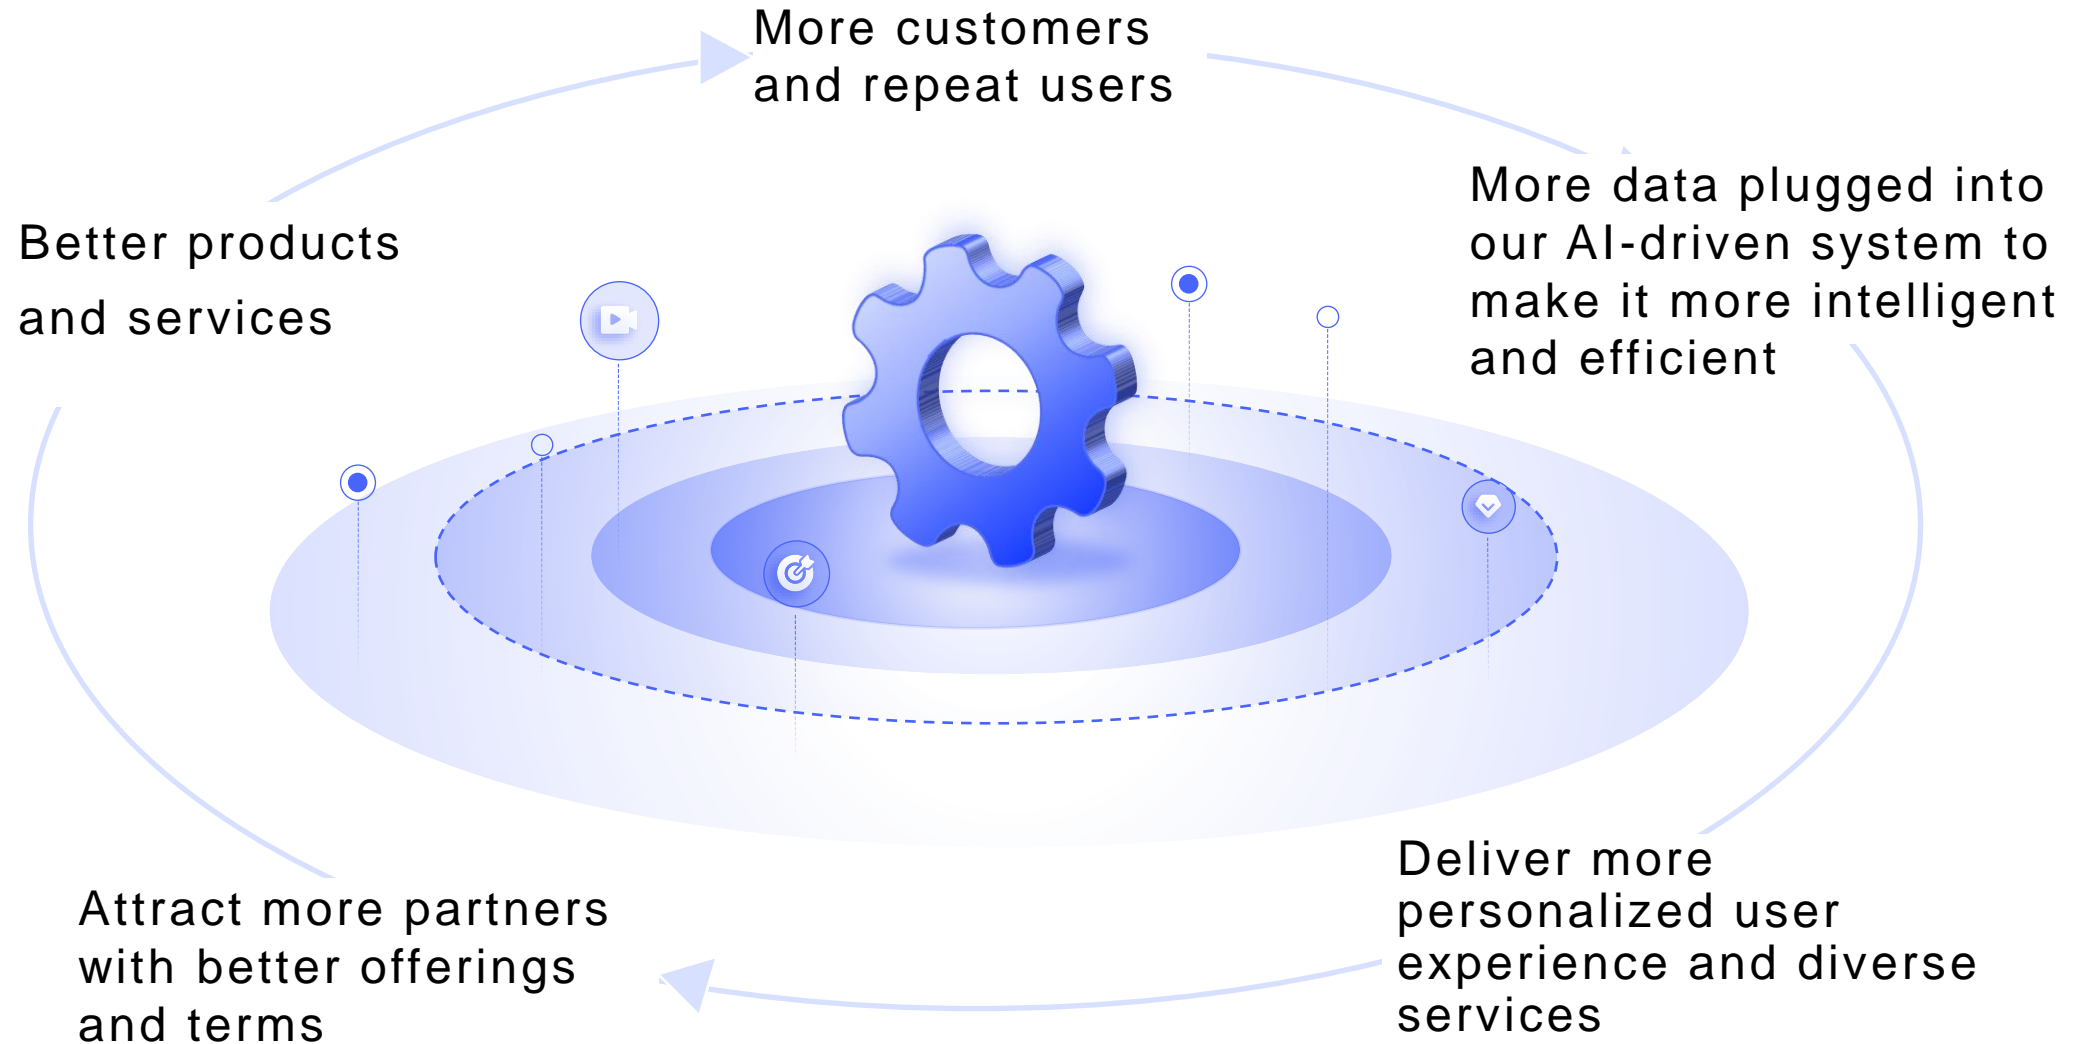 More customers
and repeat users
More data plugged into
our AI-driven system to
make it more intelligent
and efficient
Deliver more
personalized user
experience and diverse
services
Attract more partners
with better offerings
and terms
Better products
and services